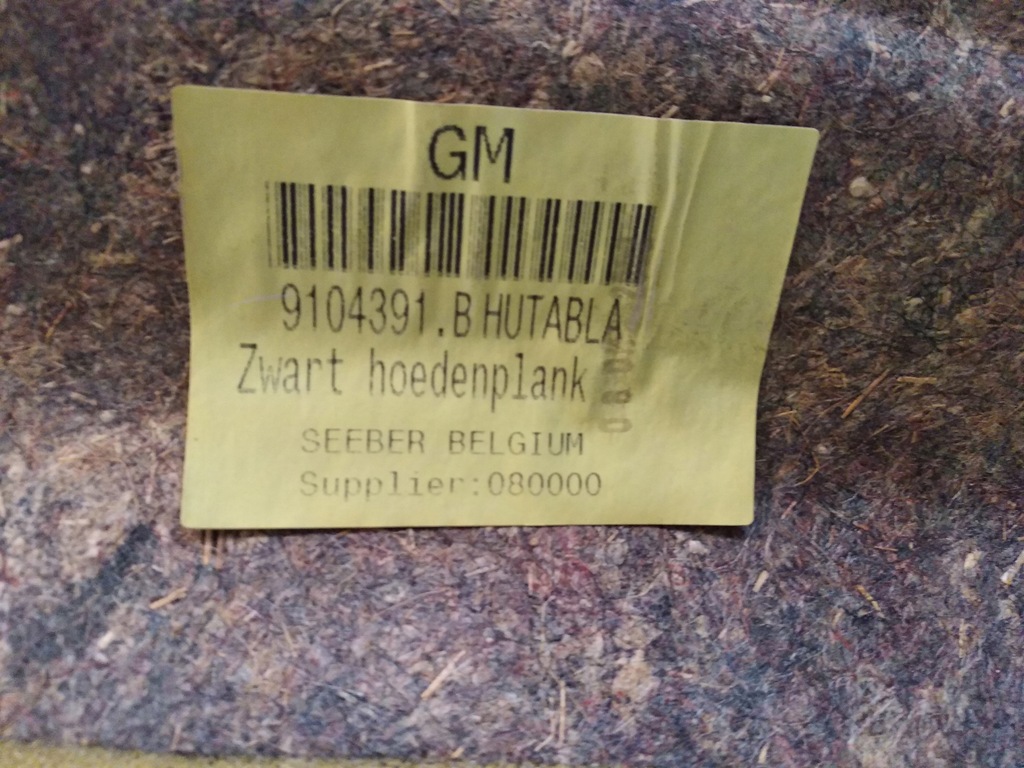 GM
9104391.B HUTABLA
Zwart hoedenplank
SEEBER BELGIUM
Supplier:080000